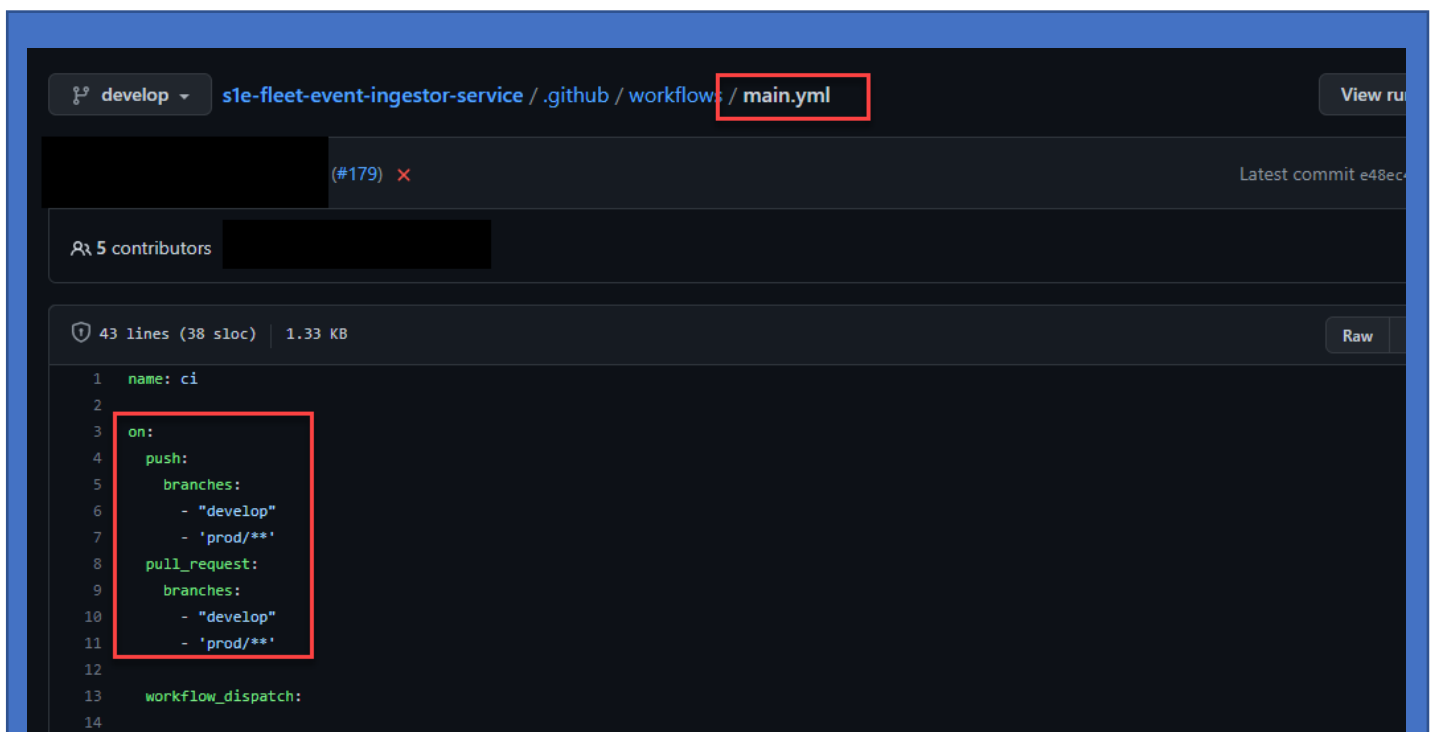 develop s1e-fleet-event-ingestor-service / .github / workflows / main.yml View
(#179) Latest commit
5 contributors
43 lines (38 sloc) 1.33 KB Raw
1 name: ci
2
3 on:
4 push:
5 branches:
6 - "develop"
7 - 'prod/**'
8 pull_request:
9 branches:
10 - "develop"
11 - 'prod/**'
12
13 workflow_dispatch:
14